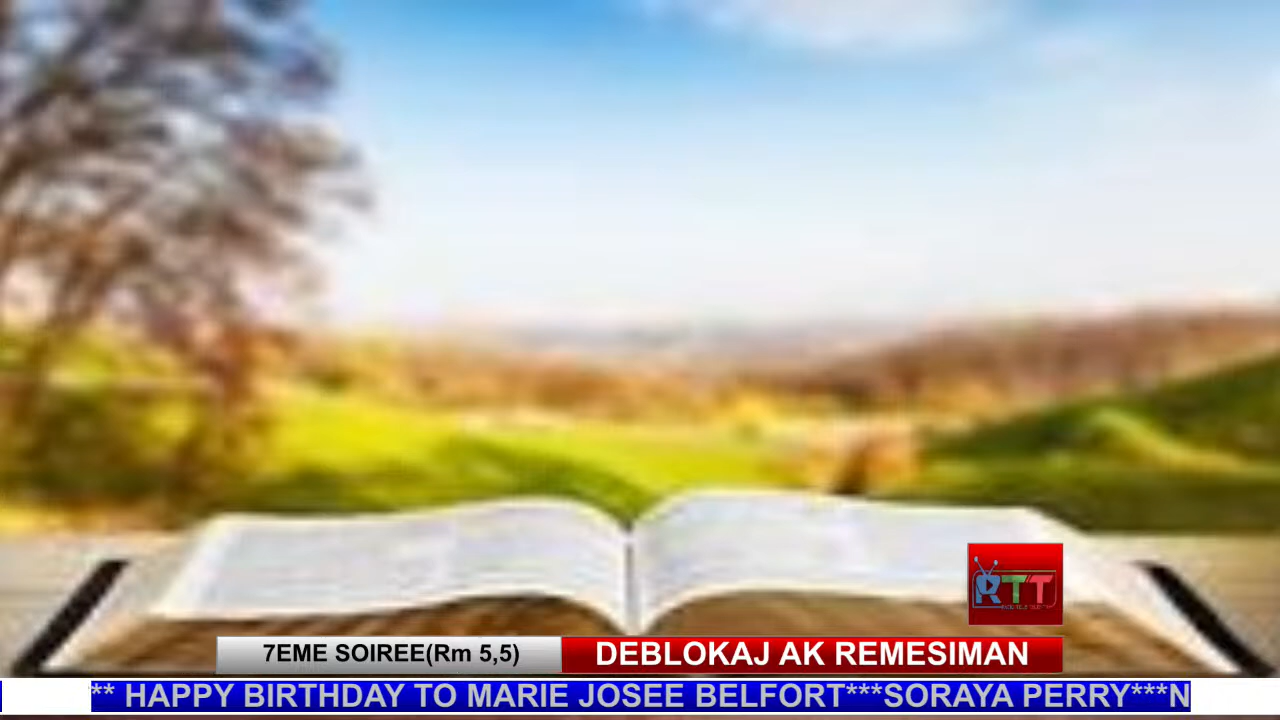 RTT
7EME SOIREE(Rm 5,5)
DEBLOKAJ AK REMESIMAN
** HAPPY BIRTHDAY TO MARIE JOSEE BELFORT***SORAYA PERRY***N